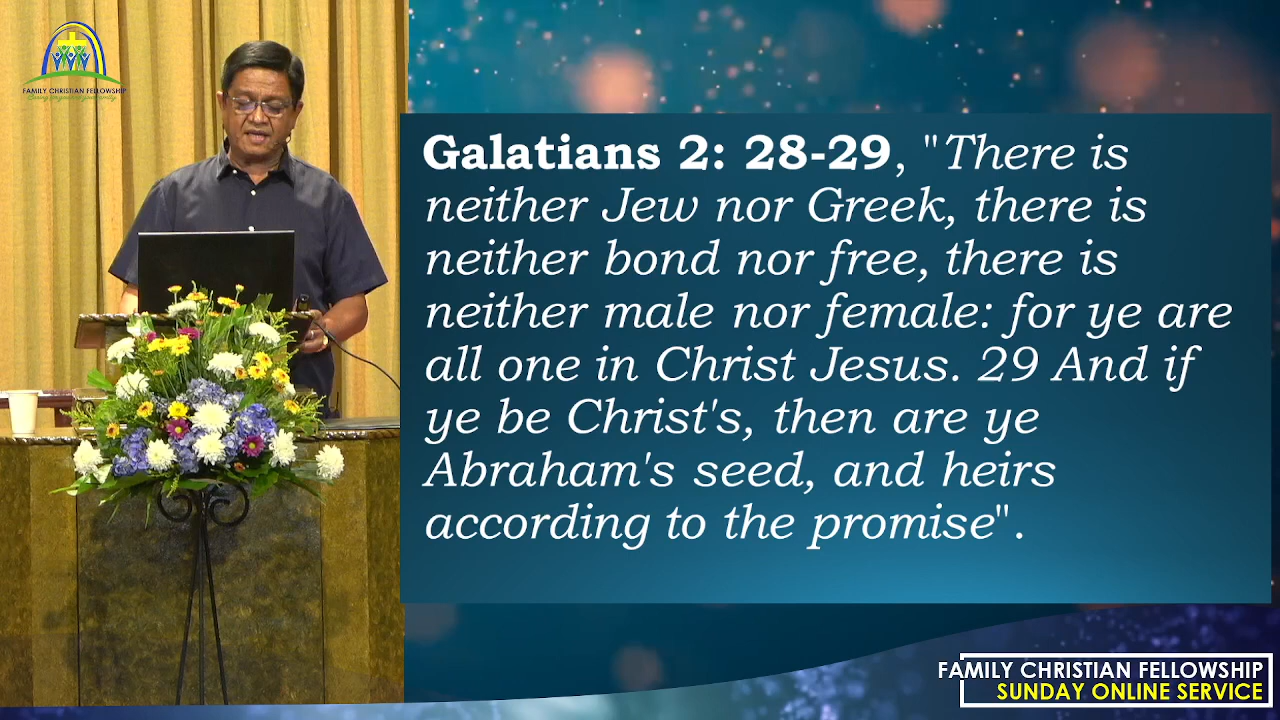 FAMILY CHRISTIAN FELLOWSHIP
Galatians 2: 28-29, "There is
neither Jew nor Greek, there is
neither bond nor free, there is
neither male nor female: for ye are
all one in Christ Jesus. 29 And if
ye be Christ's, then are ye
Abraham's seed, and heirs
according to the promise".
FAMILY CHRISTIAN FELLOWSHIP
SUNDAY ONLINE SERVICE